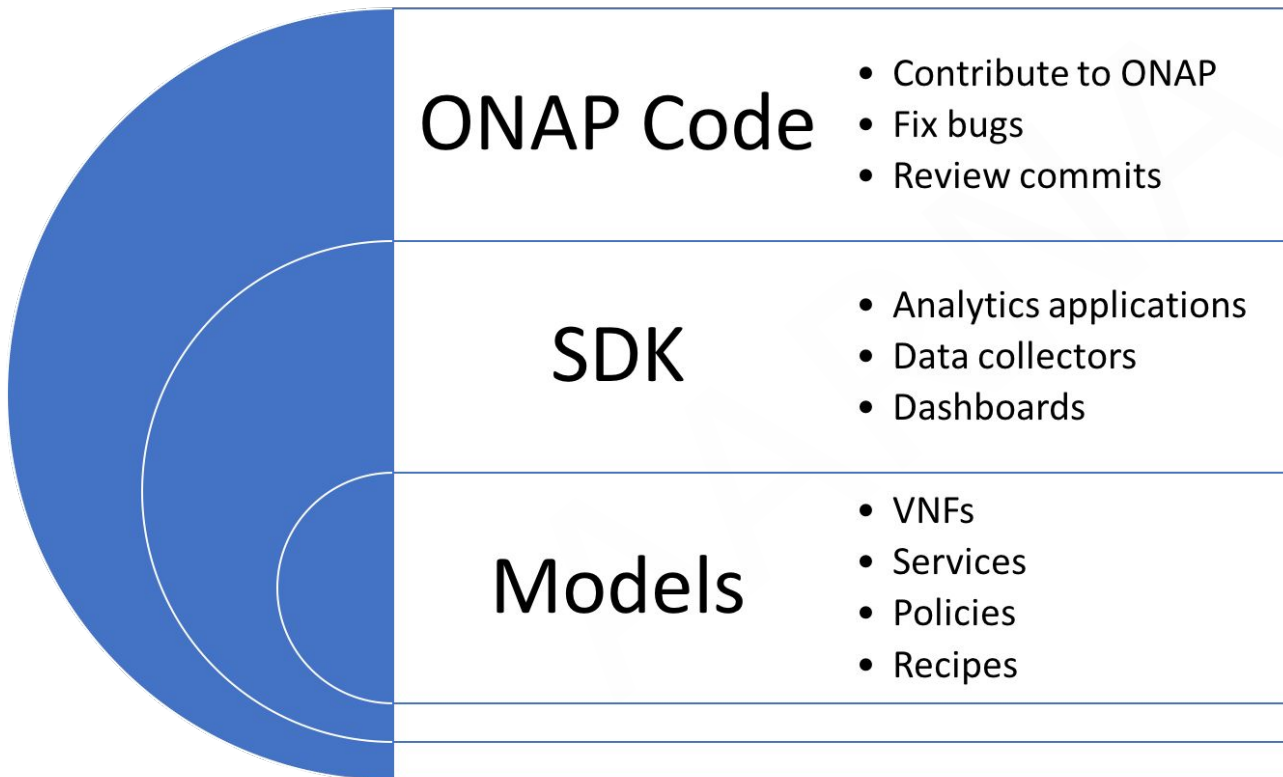 ONAP Code
• Contribute to ONAP
• Fix bugs
• Review commits
SDK
• Analytics applications
• Data collectors
• Dashboards
Models
• VNFs
• Services
• Policies
• Recipes